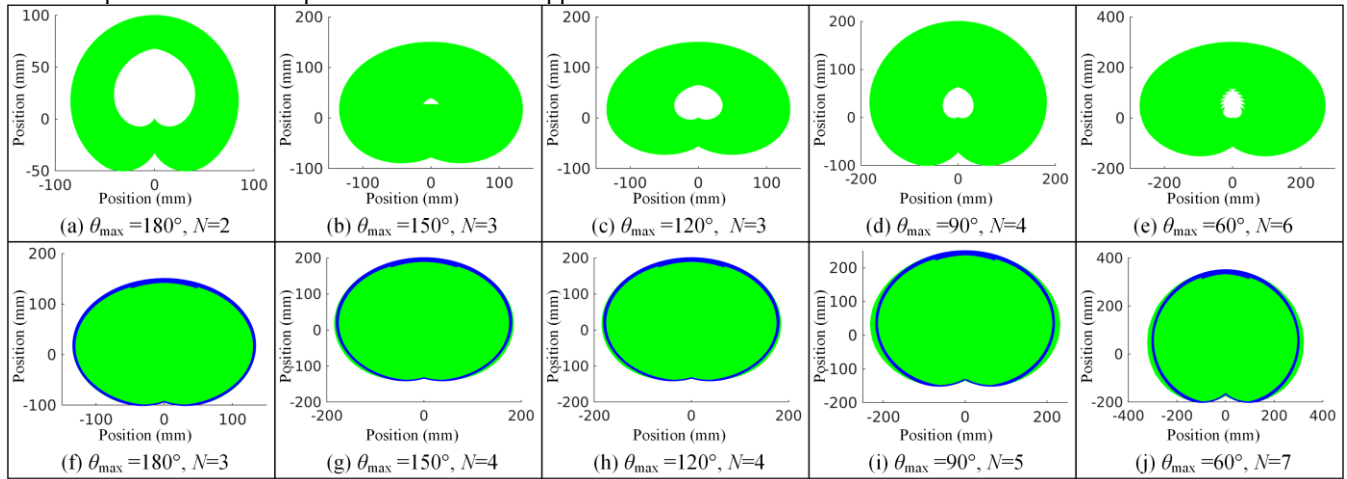 100
50
0
-50
-100
0
100
Position (mm)
Position (mm)
(a) θmax =180°, N=2
200
100
0
-100
-100
0
100
Position (mm)
Position (mm)
(b) θmax =150°, N=3
200
100
0
-100
-100
0
100
Position (mm)
Position (mm)
(c) θmax =120°, N=3
200
100
0
-100
-200
0
200
Position (mm)
Position (mm)
(d) θmax =90°, N=4
400
200
0
-200
-200
0
200
Position (mm)
Position (mm)
(e) θmax =60°, N=6
200
100
0
-100
-100
0
100
Position (mm)
Position (mm)
(f) θmax =180°, N=3
200
100
0
-100
-200
-200
0
200
Position (mm)
Position (mm)
(g) θmax =150°, N=4
200
100
0
-100
-200
-200
0
200
Position (mm)
Position (mm)
(h) θmax =120°, N=4
200
100
0
-100
-200
-200
0
200
Position (mm)
Position (mm)
(i) θmax =90°, N=5
400
200
0
-200
-400
-200
0
200
400
Position (mm)
Position (mm)
(j) θmax =60°, N=7